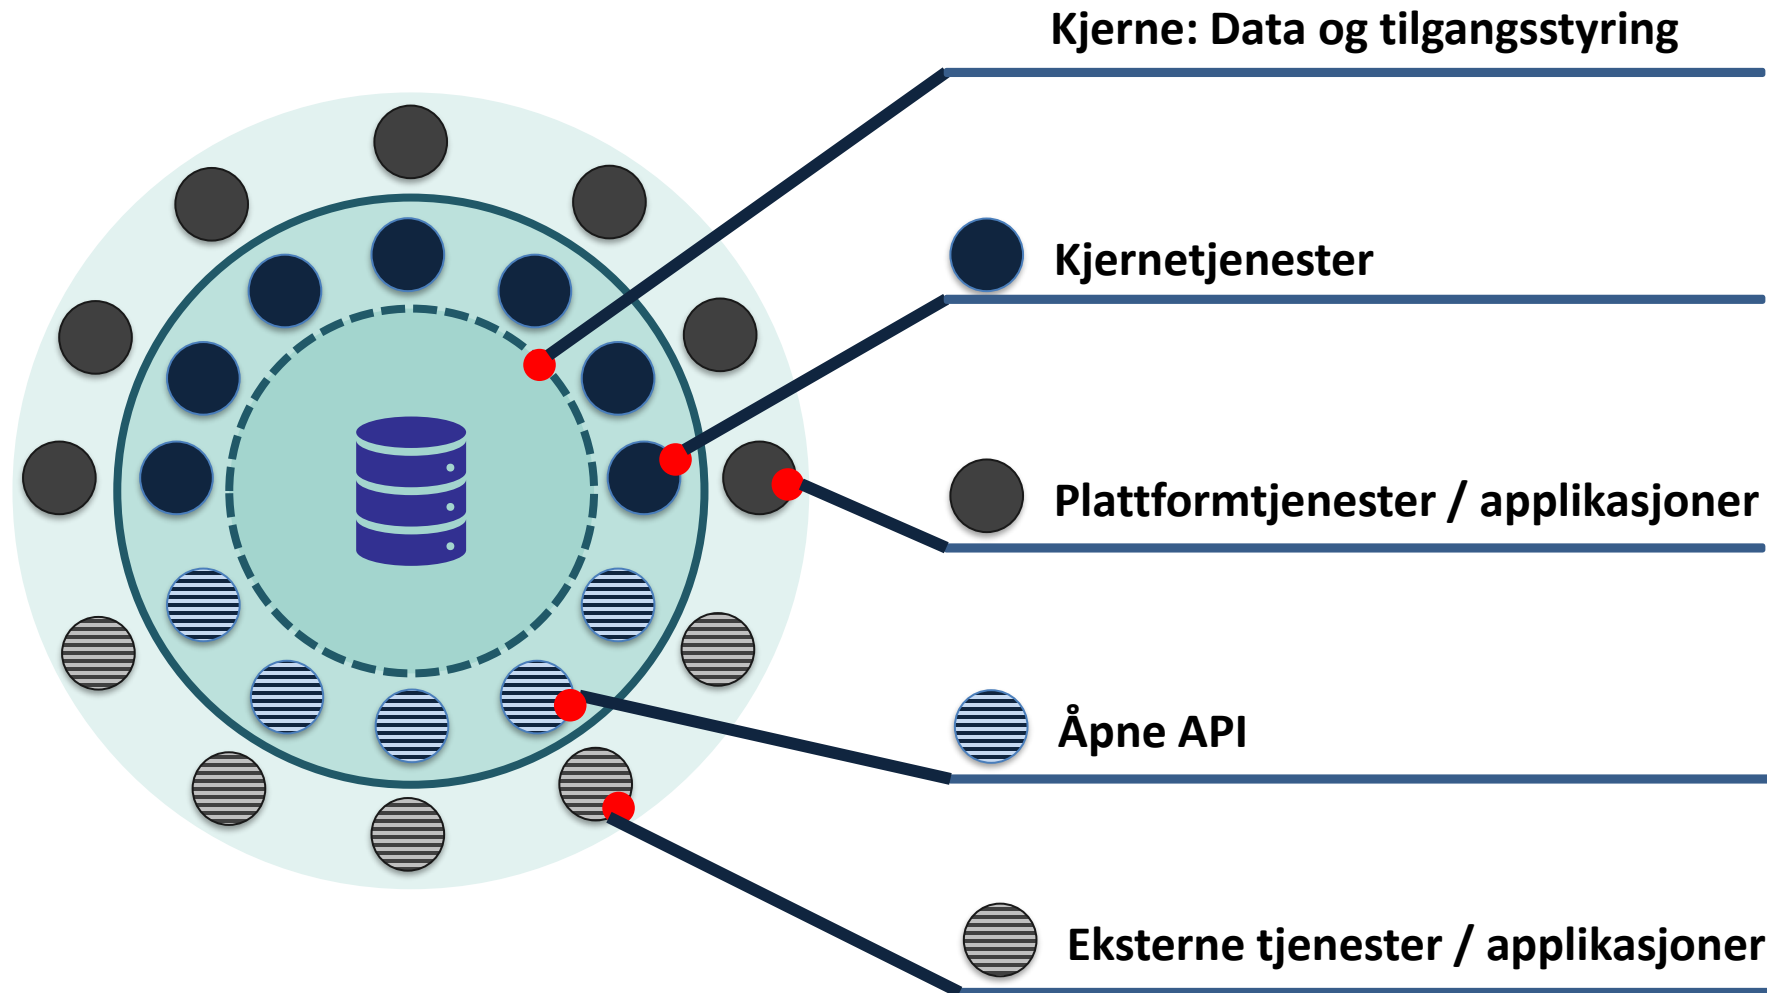 Kjerne: Data og tilgangsstyring
Kjernetjenester
Plattformtjenester / applikasjoner
Åpne API
Eksterne tjenester / applikasjoner